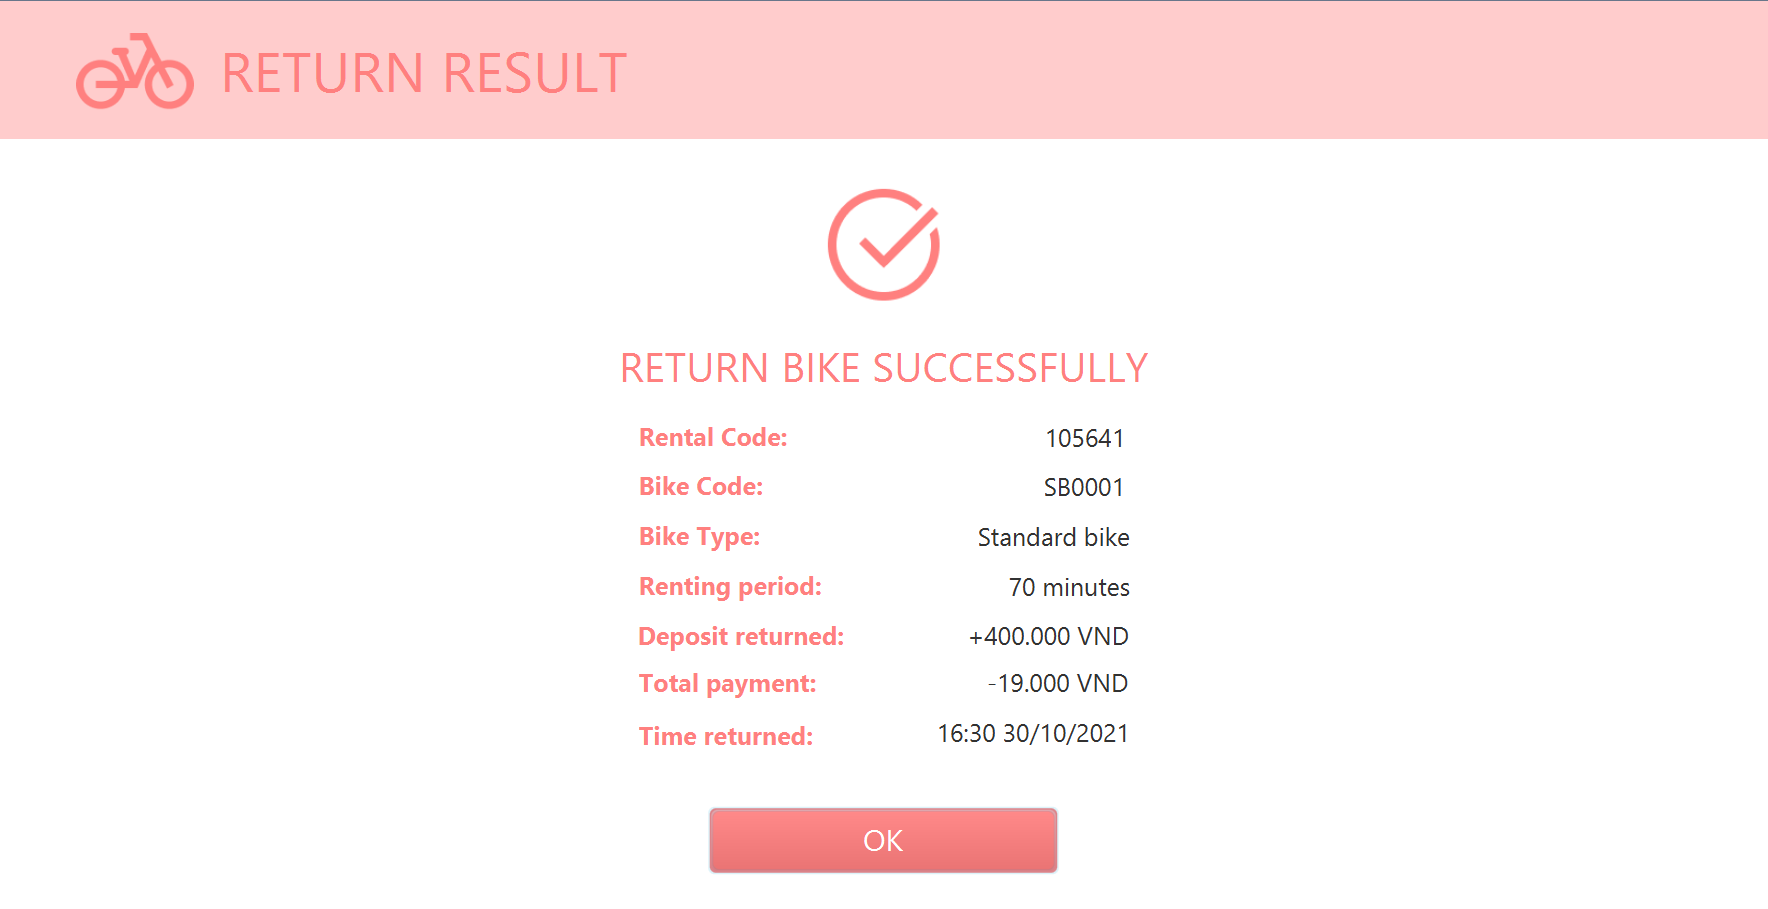 RETURN RESULT
RETURN BIKE SUCCESSFULLY
Rental Code: 105641
Bike Code: SB0001
Bike Type: Standard bike
Renting period: 70 minutes
Deposit returned: +400.000 VND
Total payment: -19.000 VND
Time returned: 16:30 30/10/2021
OK